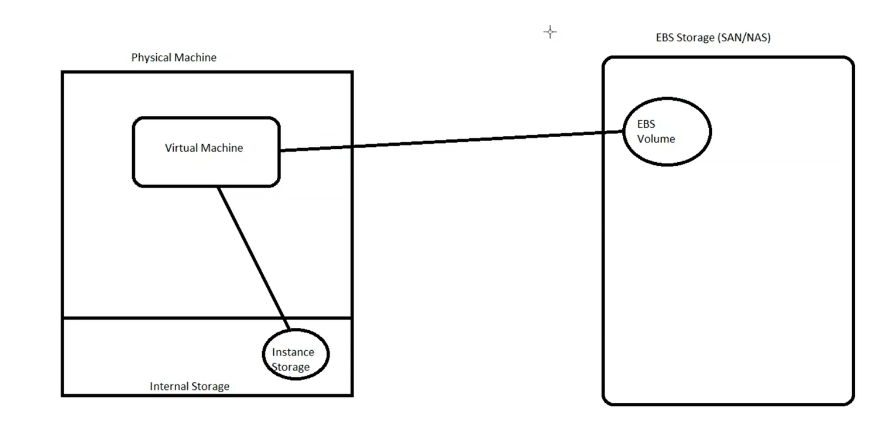 Physical Machine
EBS Storage (SAN/NAS)
Virtual Machine
EBS
Volume
Instance
Storage
Internal Storage